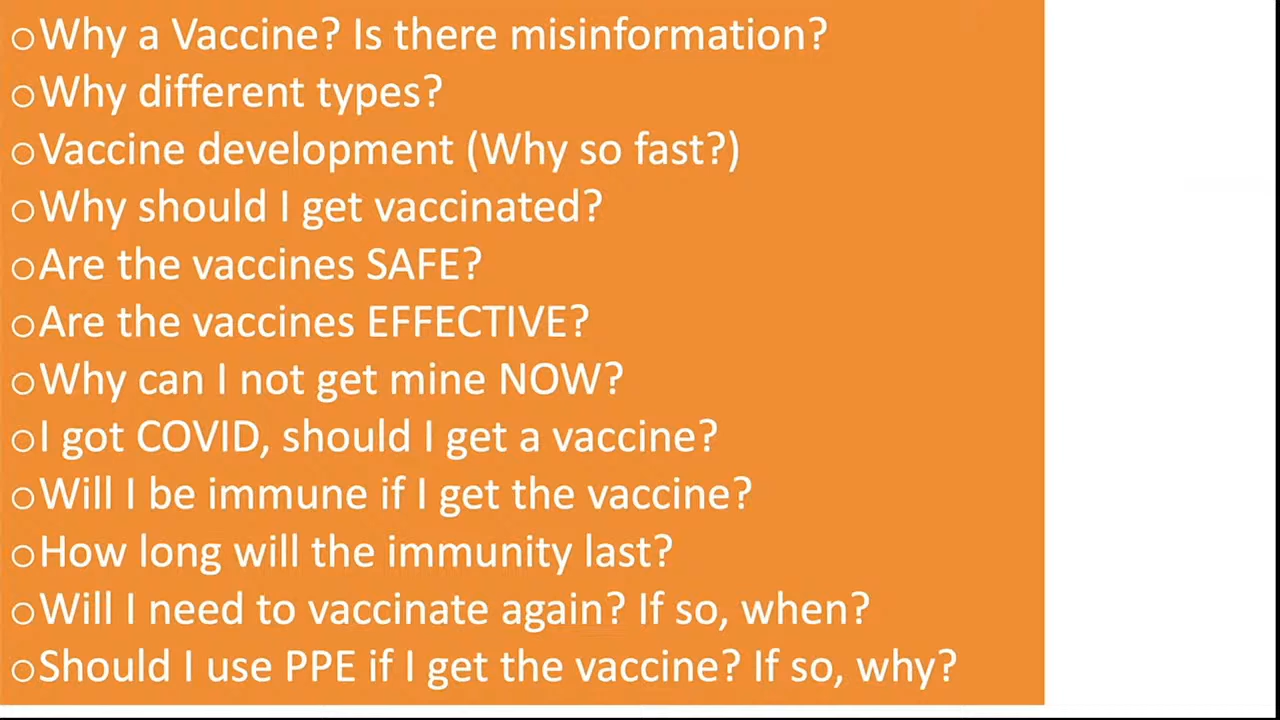 oWhy a Vaccine? Is there misinformation?
oWhy different types?
oVaccine development (Why so fast?)
oWhy should I get vaccinated?
oAre the vaccines SAFE?
oAre the vaccines EFFECTIVE?
oWhy can I not get mine NOW?
oI got COVID, should I get a vaccine?
oWill I be immune if I get the vaccine?
oHow long will the immunity last?
oWill I need to vaccinate again? If so, when?
oShould I use PPE if I get the vaccine? If so, why?